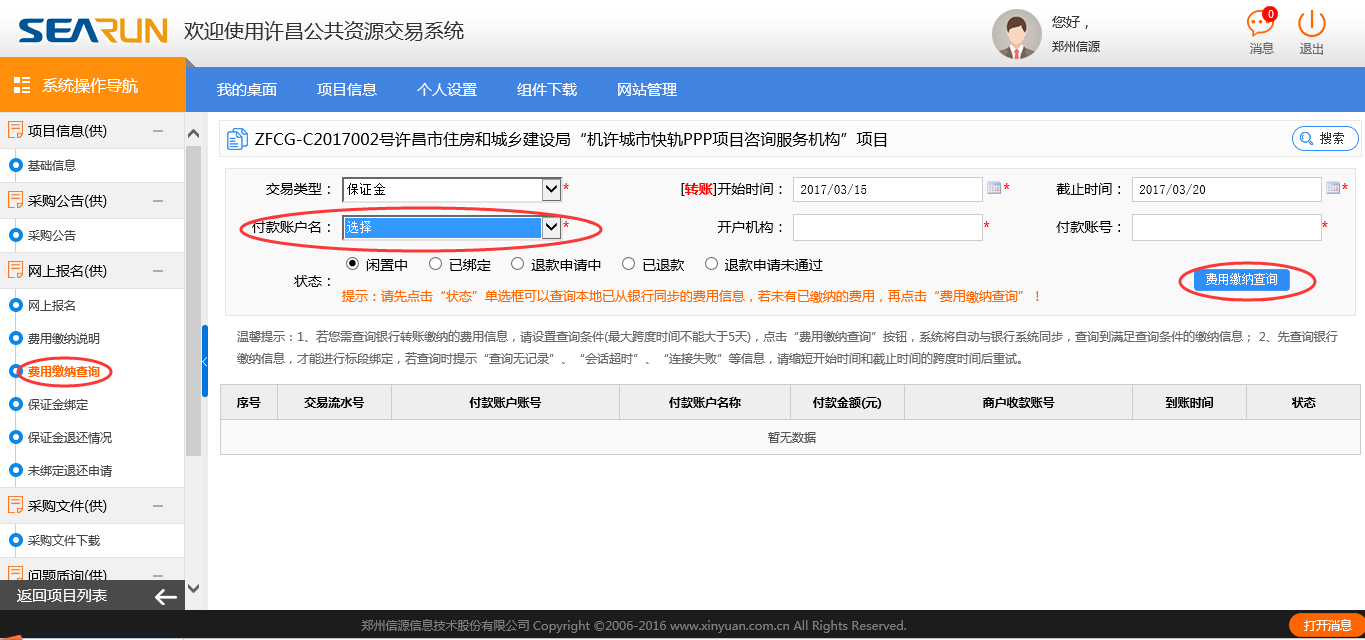 SEARUN 欢迎使用许昌公共资源交易系统
您好，
郑州信源
0
消息
退出
系统操作导航
我的桌面 项目信息 个人设置 组件下载 网站管理
项目信息(供)
基础信息
采购公告(供)
采购公告
网上报名(供)
网上报名
费用缴纳说明
费用缴纳查询
保证金绑定
保证金退还情况
未绑定退还申请
采购文件(供)
采购文件下载
问题质询(供)
返回项目列表
ZFCG-C2017002号许昌市住房和城乡建设局“机许城市快轨PPP项目咨询服务机构”项目
搜索
交易类型： 保证金 * [转账]开始时间： 2017/03/15 * 截止时间： 2017/03/20 *
付款账户名： 选择 * 开户机构： * 付款账号： *
状态： 闲置中 已绑定 退款申请中 已退款 退款申请未通过
提示：请先点击“状态”单选框可以查询本地已从银行同步的费用信息，若未有已缴纳的费用，再点击“费用缴纳查询”！
费用缴纳查询
温馨提示：1、若您需查询银行转账缴纳的费用信息，请设置查询条件(最大跨度时间不能大于5天)，点击“费用缴纳查询”按钮，系统将自动与银行系统同步，查询到满足查询条件的缴纳信息； 2、先查询银行
缴纳信息，才能进行标段绑定，若查询时提示“查询无记录”、“会话超时”、“连接失败”等信息，请缩短开始时间和截止时间的跨度时间后重试。
序号 交易流水号 付款账户账号 付款账户名称 付款金额(元) 商户收款账号 到账时间 状态
暂无数据
郑州信源信息技术股份有限公司 Copyright ©2006-2016 www.xinyuan.com.cn All Rights Reserved.
打开消息